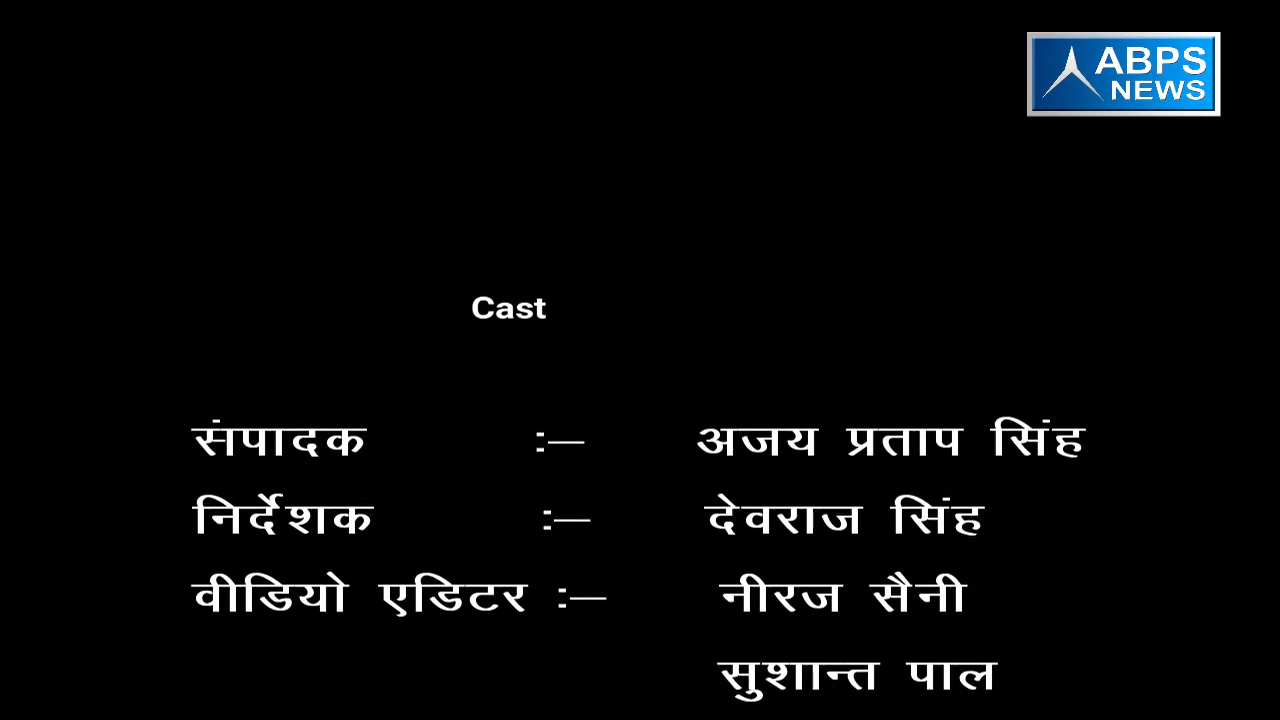 ABPS
NEWS
Cast
संपादक :— अजय प्रताप सिंह
निर्देशक :— देवराज सिंह
वीडियो एडिटर :— नीरज सैनी
सुशान्त पाल